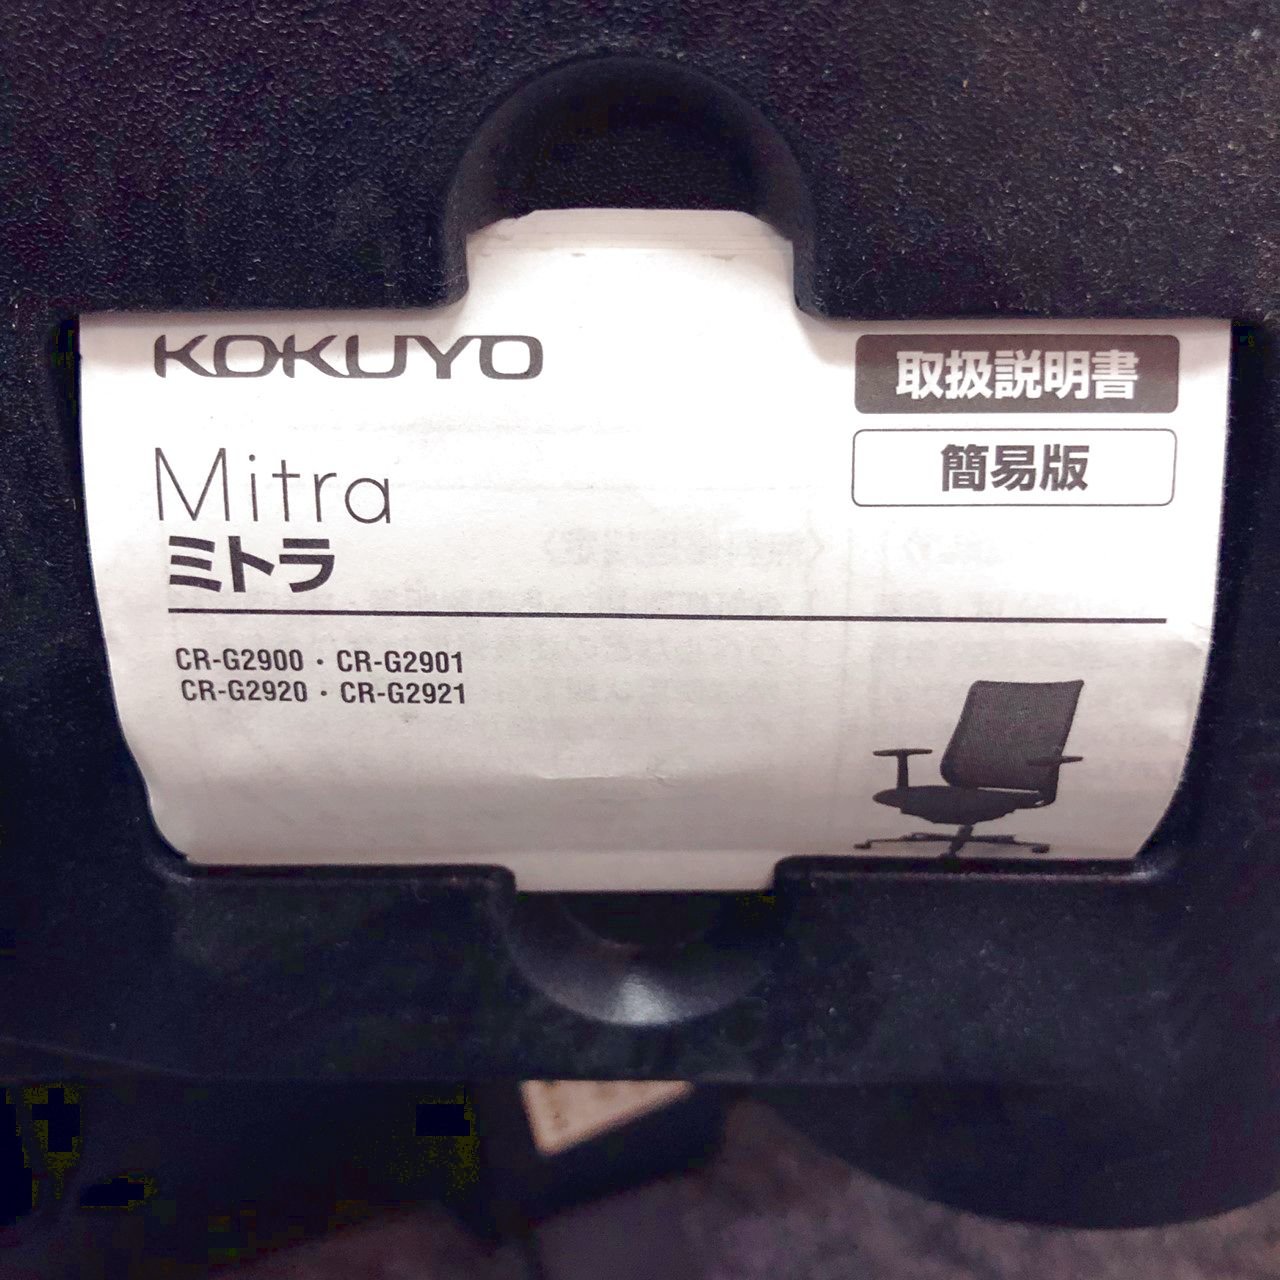 KOKUYO
取扱説明書
簡易版
Mitra
ミトラ
CR-G2900・CR-G2901
CR-G2920・CR-G2921